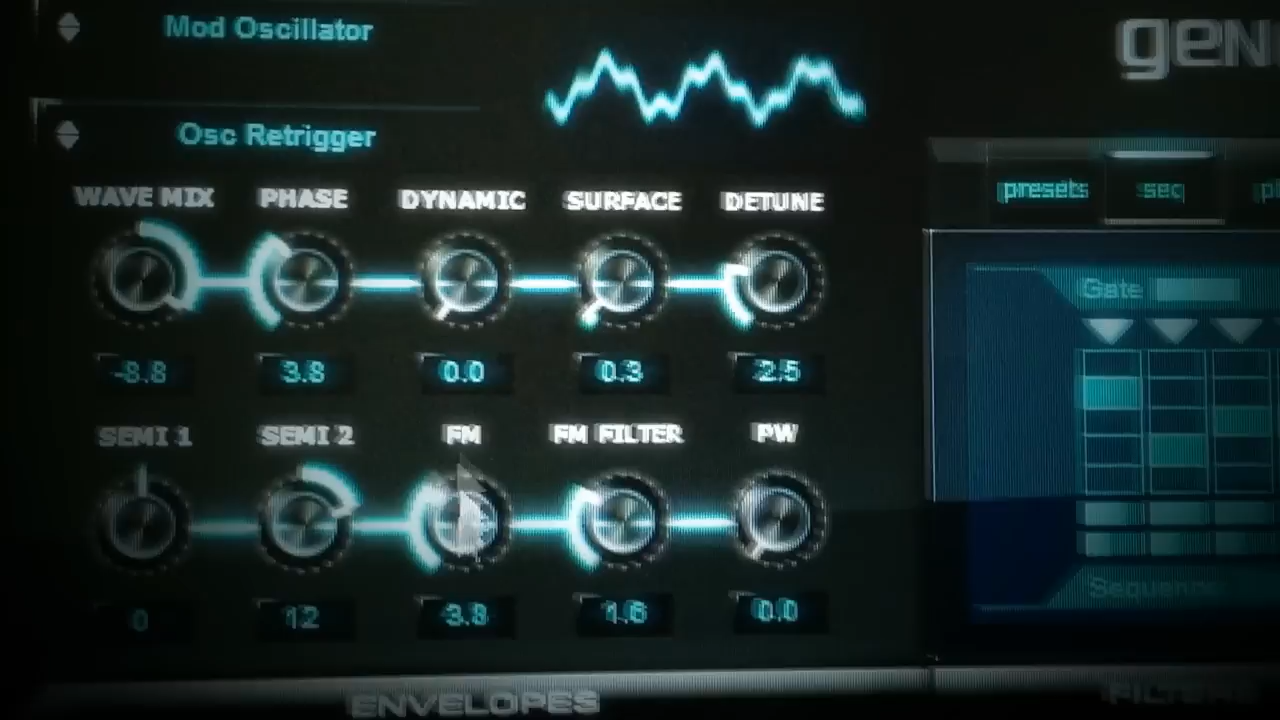 Mod Oscillator
Osc Retrigger
WAVE MIX PHASE DYNAMIC SURFACE DETUNE
-8.8 3.8 0.0 0.3 2.5
SEMI 1 SEMI 2 FM FM FILTER PW
0 12 3.8 1.6 0.0
ENVELOPES
presets seq
Gate
Sequence
FILTERS